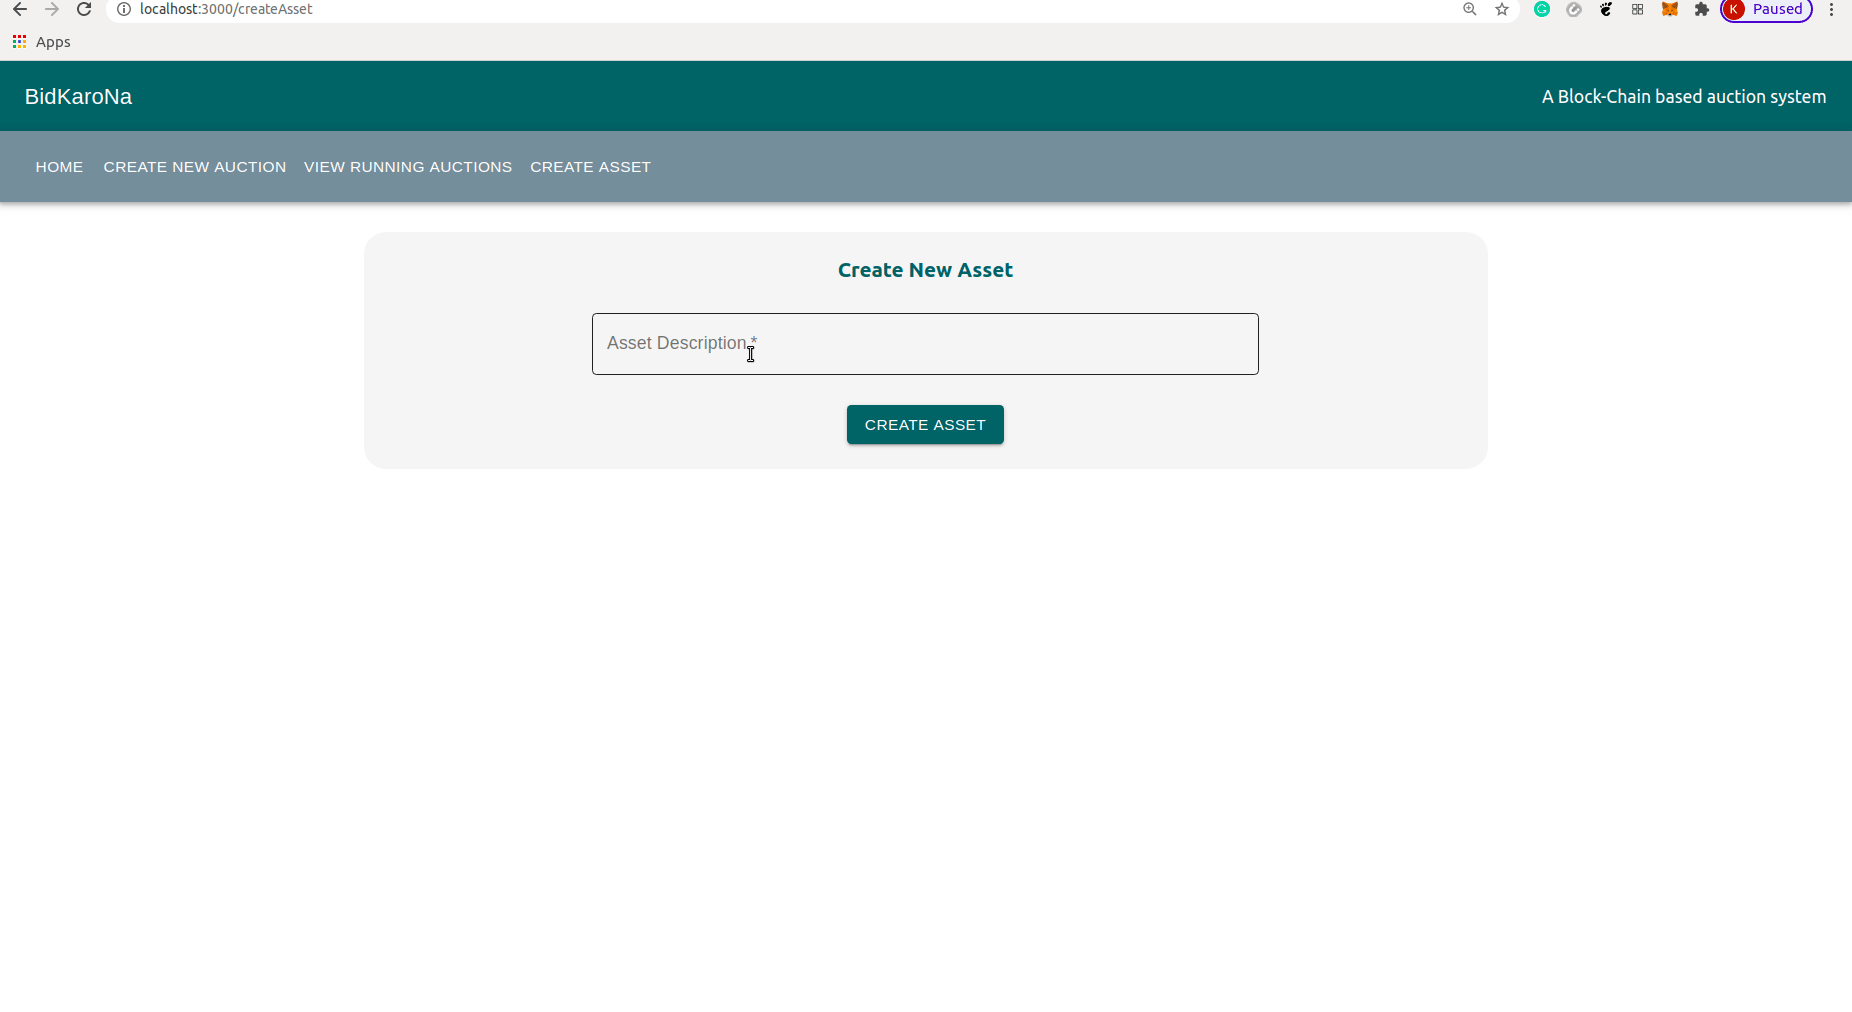 localhost:3000/createAsset
K Paused
Apps
BidKaroNa
A Block-Chain based auction system
HOME CREATE NEW AUCTION VIEW RUNNING AUCTIONS CREATE ASSET
Create New Asset
Asset Description *
CREATE ASSET